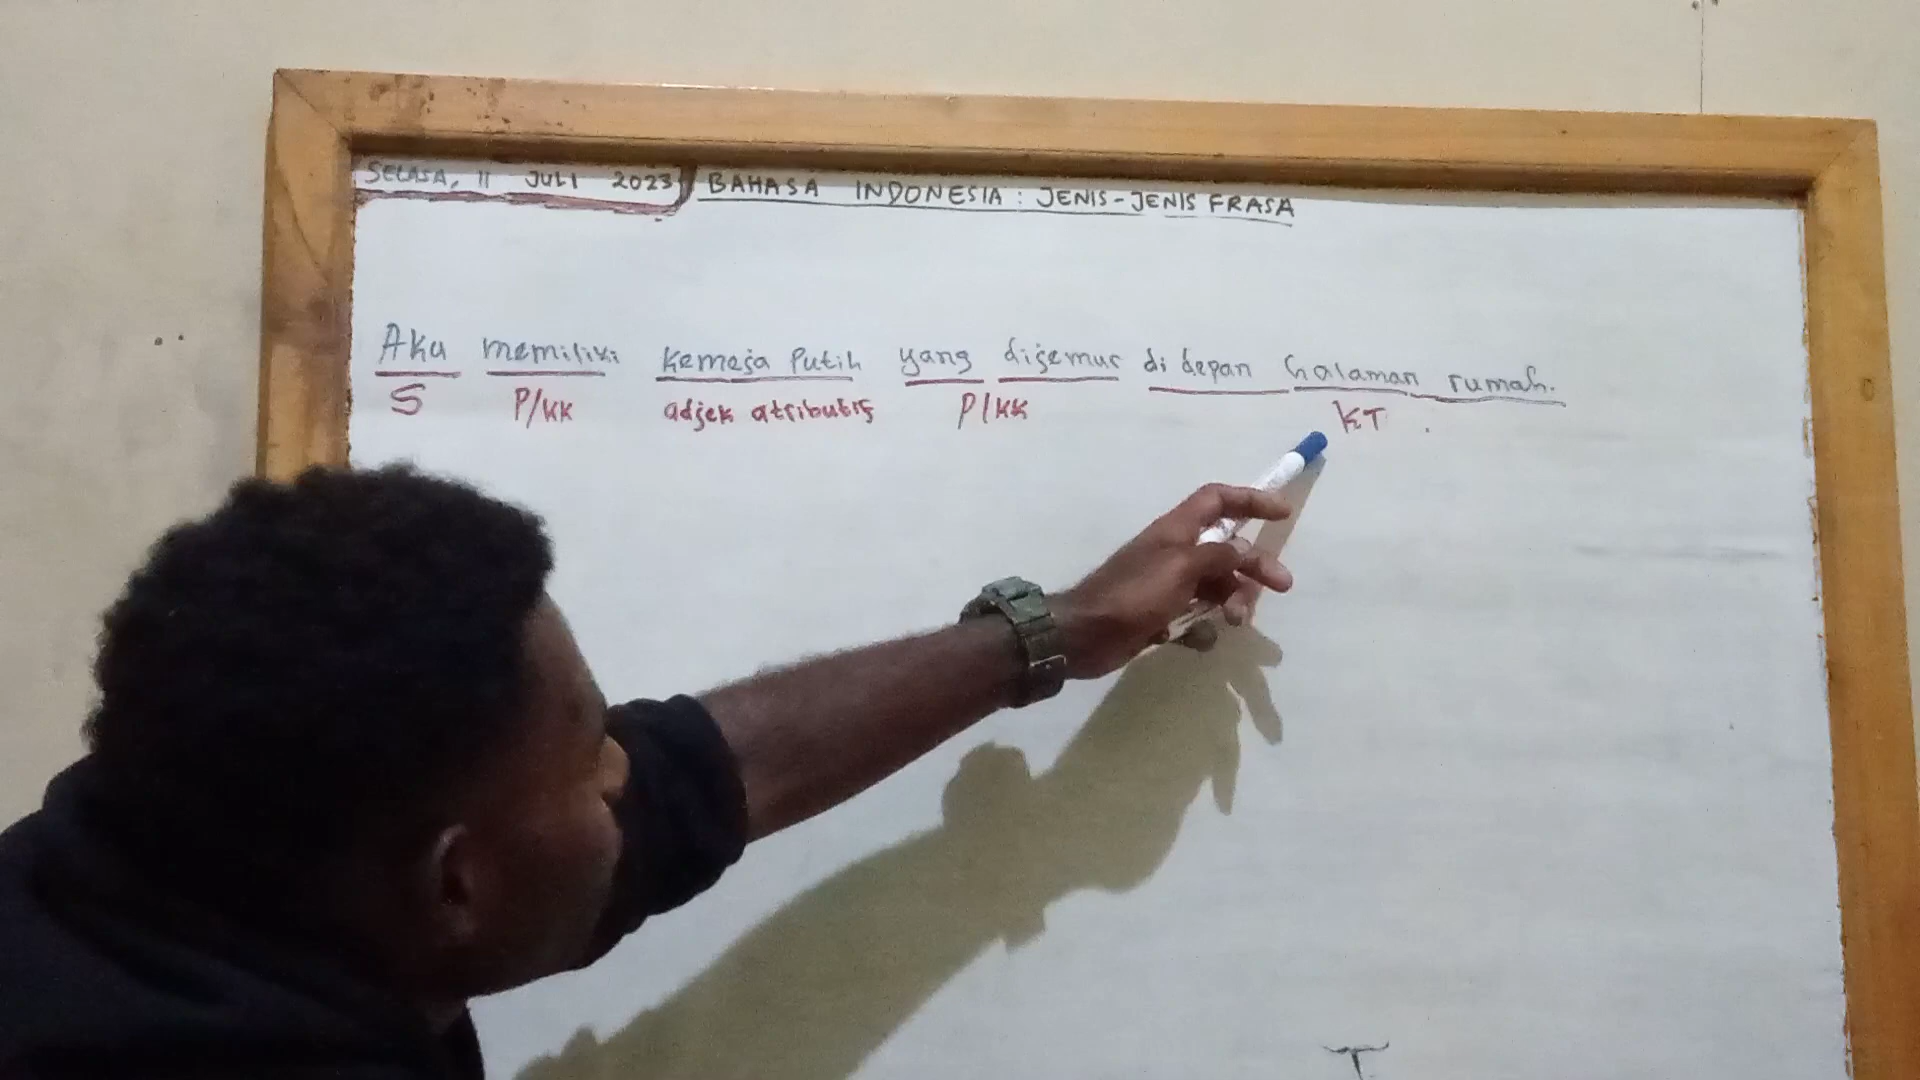 SELASA, 11 JULI 2023 BAHASA INDONESIA : JENIS-JENIS FRASA
Aku memiliki kemeja Putih yang dijemur di depan halaman rumah.
S P/KK adjek atributif P/KK KT .
T